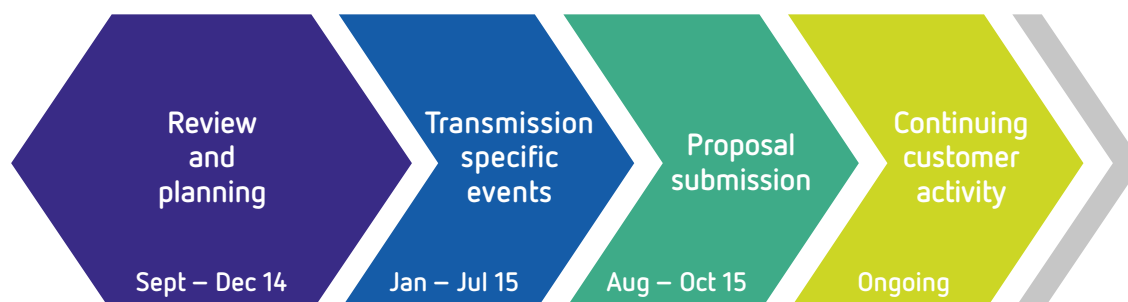 Review
and
planning
Sept – Dec 14
Transmission
specific
events
Jan – Jul 15
Proposal
submission
Aug – Oct 15
Continuing
customer
activity
Ongoing